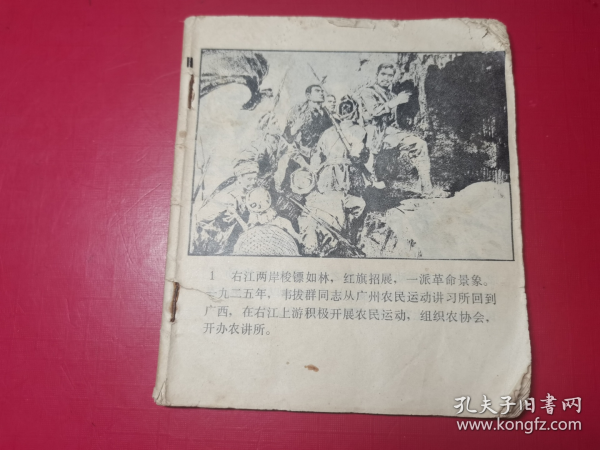 1 右江两岸梭镖如林，红旗招展，一派革命景象。
一九二五年，韦拔群同志从广州农民运动讲习所回到
广西，在右江上游积极开展农民运动，组织农协会，
开办农讲所。
孔夫子旧书网
www.kongfz.com